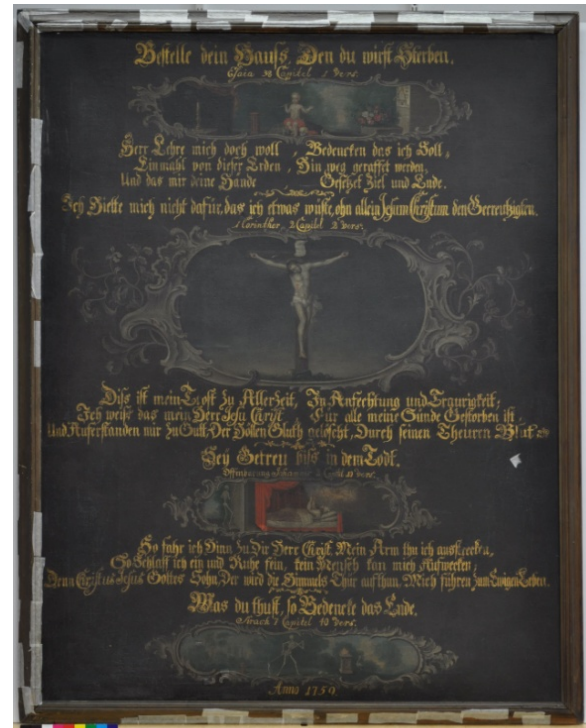 Bestelle dein Hauß, Den du wirst Sterben.
Esaia 38 Capitel 1 Vers.
Herr Lehre mich doch woll, Bedencken das ich Soll,
Einmahl von dieser Erden, Hin weg geraffet werden,
Und das mir deine Hände Gesetzet Ziel und Ende.
Ich Hielte mich nicht dafür, das ich etwas wüste, ohn allein Jesum Christum den Gecreutzigten.
1 Corinther, 2 Capitel 2 vers.
Diss ist mein Trost zu Allerzeit, In Anfechtung und Traurigkeit;
Ich weiß das mein Herr Jesu Christ, Für alle meine Sünde Gestorben ist
Und Auferstanden mir zu Gutt, Der Höllen Gluth gelöscht, Durch seinen Theuren Blut
Sey Getreu biß in dem Todt.
So fahr ich Hinn zu Dir Herr Christ Mein Arm thu ich ausstrecken,
So Schlaff ich ein und Ruhe fein, kein Mensch kan mich Aufwecken;
Denn Christus Jesus Gottes Sohn, Der wird die Himmels Thür aufthun, Mich führen zum Ewigen Leben.
Was du thust, so Bedencke das Ende.
Sirach 7 Capitel 40 Vers.
Anno 1759.